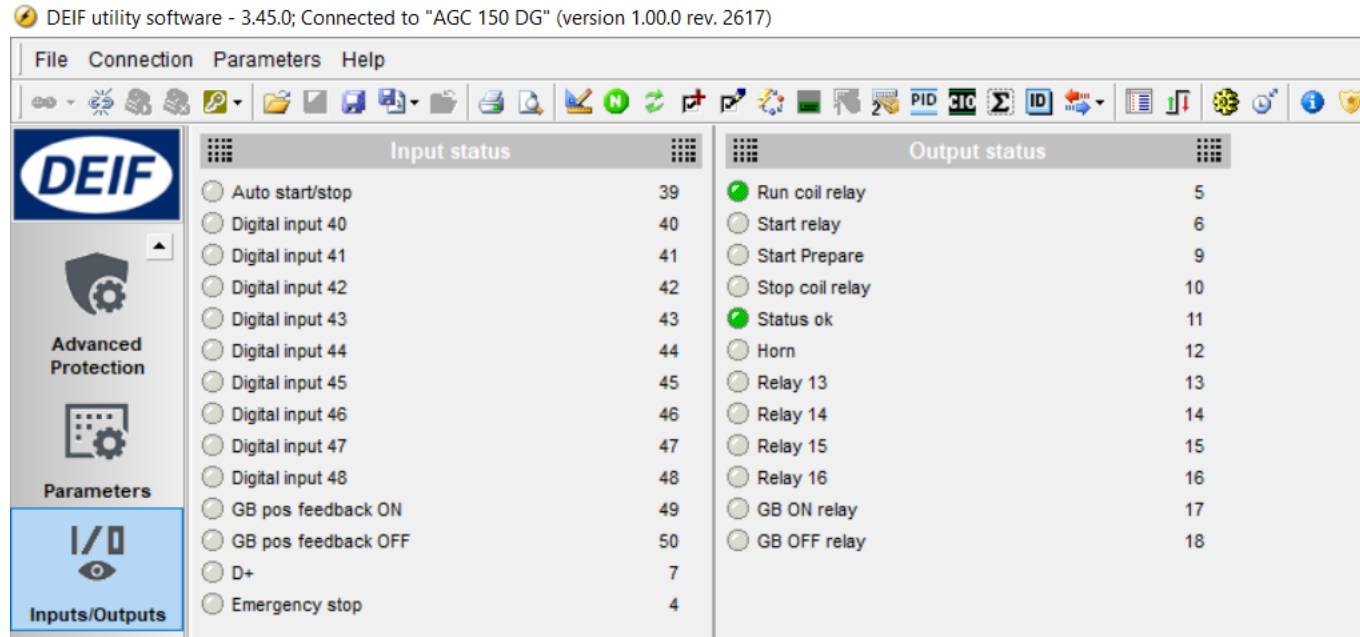 DEIF utility software - 3.45.0; Connected to "AGC 150 DG" (version 1.00.0 rev. 2617)
File Connection Parameters Help
N PID CIO Σ ID i
DEIF
Advanced
Protection
Parameters
I/O
Inputs/Outputs
Input status
Auto start/stop 39
Digital input 40 40
Digital input 41 41
Digital input 42 42
Digital input 43 43
Digital input 44 44
Digital input 45 45
Digital input 46 46
Digital input 47 47
Digital input 48 48
GB pos feedback ON 49
GB pos feedback OFF 50
D+ 7
Emergency stop 4
Output status
Run coil relay 5
Start relay 6
Start Prepare 9
Stop coil relay 10
Status ok 11
Horn 12
Relay 13 13
Relay 14 14
Relay 15 15
Relay 16 16
GB ON relay 17
GB OFF relay 18